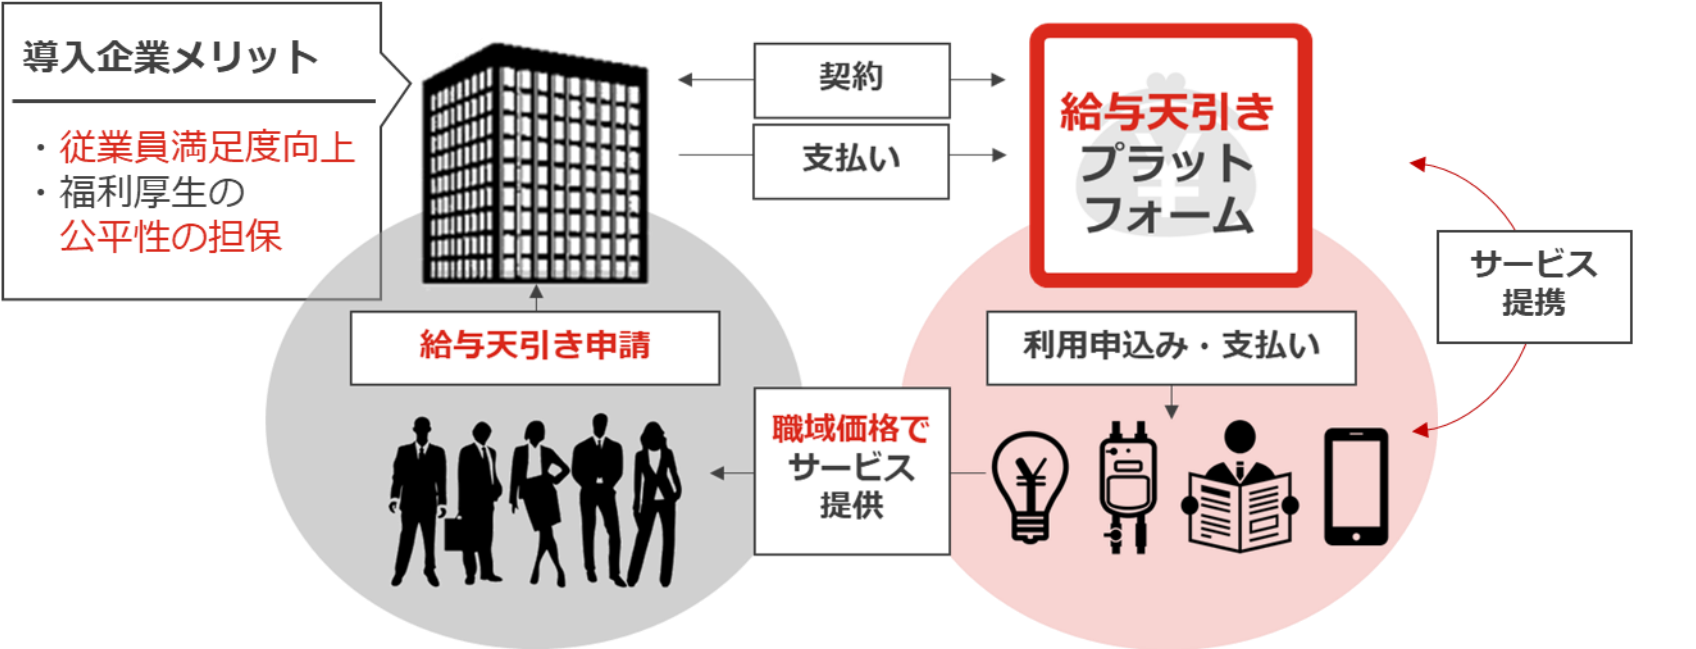 導入企業メリット
・従業員満足度向上
・福利厚生の
公平性の担保
契約
支払い
給与天引き
プラット
フォーム
サービス
提携
給与天引き申請
利用申込み・支払い
職域価格で
サービス
提供
¥
¥